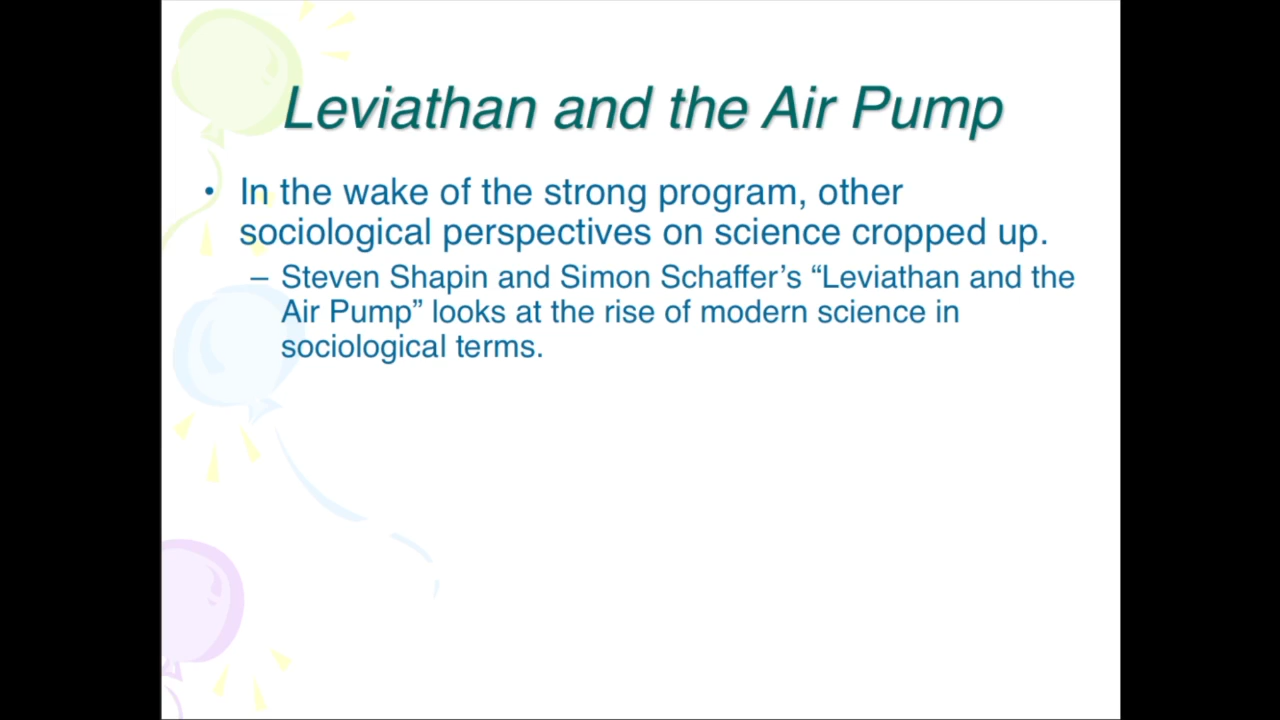 Leviathan and the Air Pump
• In the wake of the strong program, other
sociological perspectives on science cropped up.
– Steven Shapin and Simon Schaffer’s “Leviathan and the
Air Pump” looks at the rise of modern science in
sociological terms.